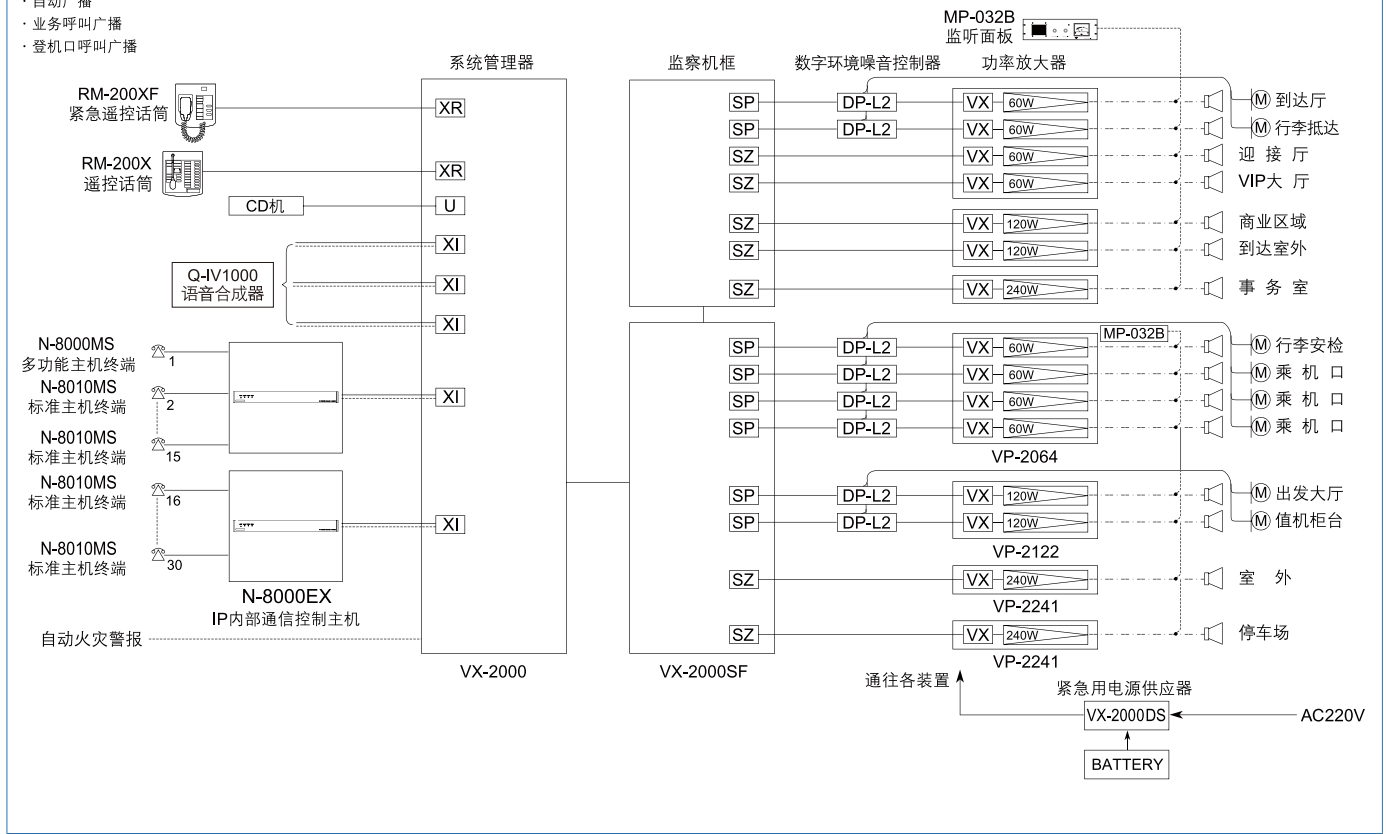 · 自动广播
· 业务呼叫广播
· 登机口呼叫广播
MP-032B
监听面板
系统管理器
监察机框
数字环境噪音控制器
功率放大器
RM-200XF
紧急遥控话筒
XR
RM-200X
遥控话筒
XR
CD机
U
XI
Q-IV1000
语音合成器
XI
XI
N-8000MS
多功能主机终端
1
N-8010MS
标准主机终端
2
XI
N-8010MS
标准主机终端
15
N-8010MS
标准主机终端
16
XI
N-8010MS
标准主机终端
30
N-8000EX
IP内部通信控制主机
自动火灾警报
VX-2000
SP DP-L2 VX 60W M 到达厅
SP DP-L2 VX 60W M 行李抵达
SZ VX 60W 迎 接 厅
SZ VX 60W VIP大 厅
SZ VX 120W 商业区域
SZ VX 120W 到达室外
SZ VX 240W 事 务 室
MP-032B
SP DP-L2 VX 60W M 行李安检
SP DP-L2 VX 60W M 乘 机 口
SP DP-L2 VX 60W M 乘 机 口
SP DP-L2 VX 60W M 乘 机 口
VP-2064
SP DP-L2 VX 120W M 出发大厅
SP DP-L2 VX 120W M 值机柜台
VP-2122
SZ VX 240W 室 外
VP-2241
SZ VX 240W 停车场
VP-2241
VX-2000SF
通往各装置
紧急用电源供应器
VX-2000DS
AC220V
BATTERY